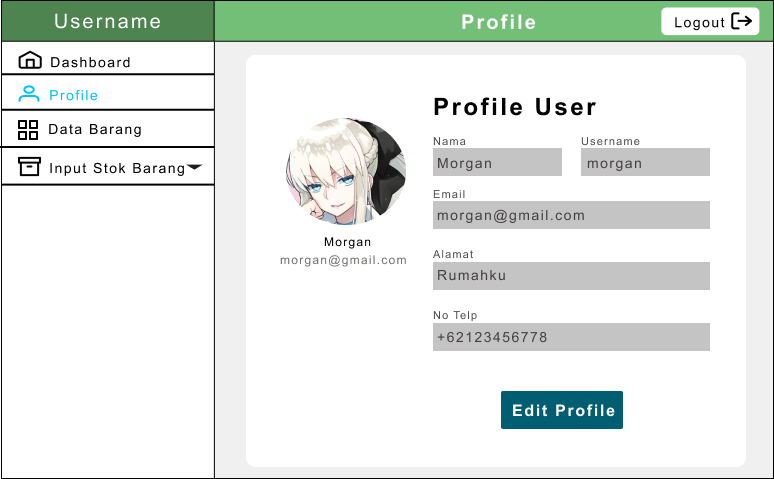 Username
Profile
Logout
Dashboard
Profile
Data Barang
Input Stok Barang
Morgan
morgan@gmail.com
Profile User
Nama
Username
Morgan
morgan
Email
morgan@gmail.com
Alamat
Rumahku
No Telp
+62123456778
Edit Profile